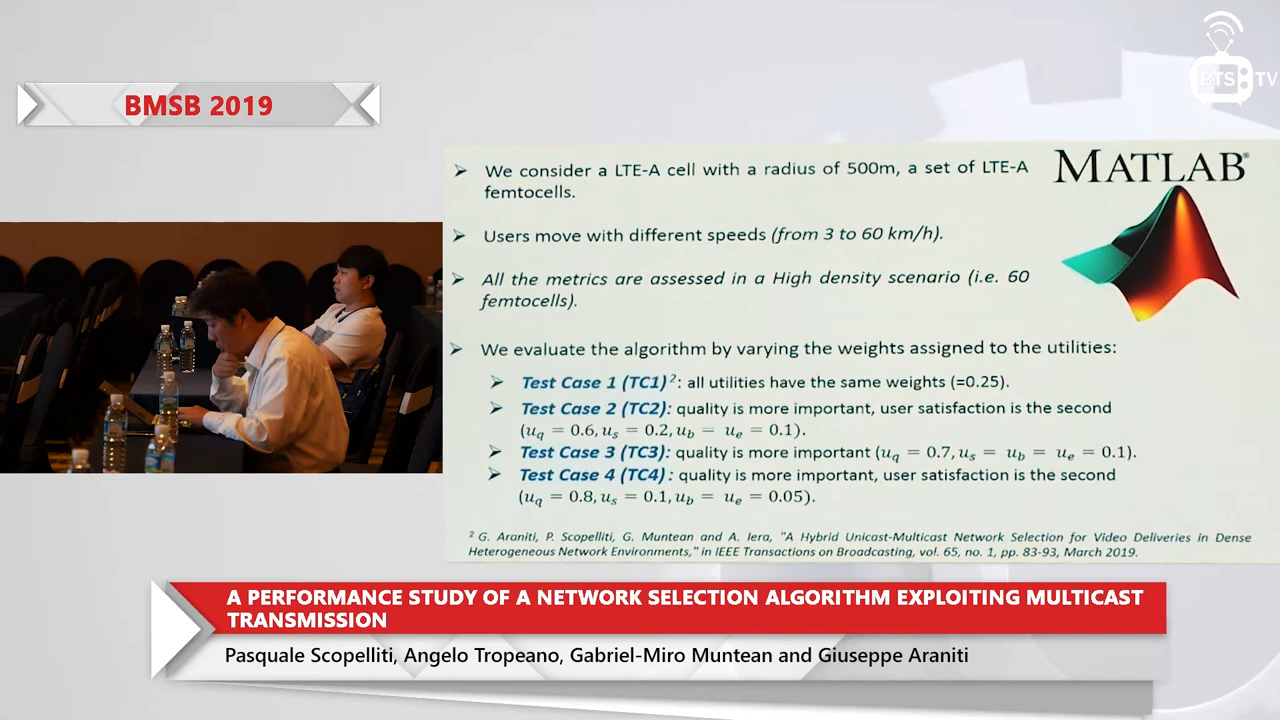 BTS TV
BMSB 2019
MATLAB®
➢ We consider a LTE-A cell with a radius of 500m, a set of LTE-A
femtocells.
➢ Users move with different speeds (from 3 to 60 km/h).
➢ All the metrics are assessed in a High density scenario (i.e. 60
femtocells).
➢ We evaluate the algorithm by varying the weights assigned to the utilities:
➢ Test Case 1 (TC1)²: all utilities have the same weights (=0.25).
➢ Test Case 2 (TC2): quality is more important, user satisfaction is the second
(u_q = 0.6, u_s = 0.2, u_b = u_e = 0.1).
➢ Test Case 3 (TC3): quality is more important (u_q = 0.7, u_s = u_b = u_e = 0.1).
➢ Test Case 4 (TC4): quality is more important, user satisfaction is the second
(u_q = 0.8, u_s = 0.1, u_b = u_e = 0.05).
² G. Araniti, P. Scopelliti, G. Muntean and A. Iera, "A Hybrid Unicast-Multicast Network Selection for Video Deliveries in Dense
Heterogeneous Network Environments," in IEEE Transactions on Broadcasting, vol. 65, no. 1, pp. 83-93, March 2019.
A PERFORMANCE STUDY OF A NETWORK SELECTION ALGORITHM EXPLOITING MULTICAST
TRANSMISSION
Pasquale Scopelliti, Angelo Tropeano, Gabriel-Miro Muntean and Giuseppe Araniti